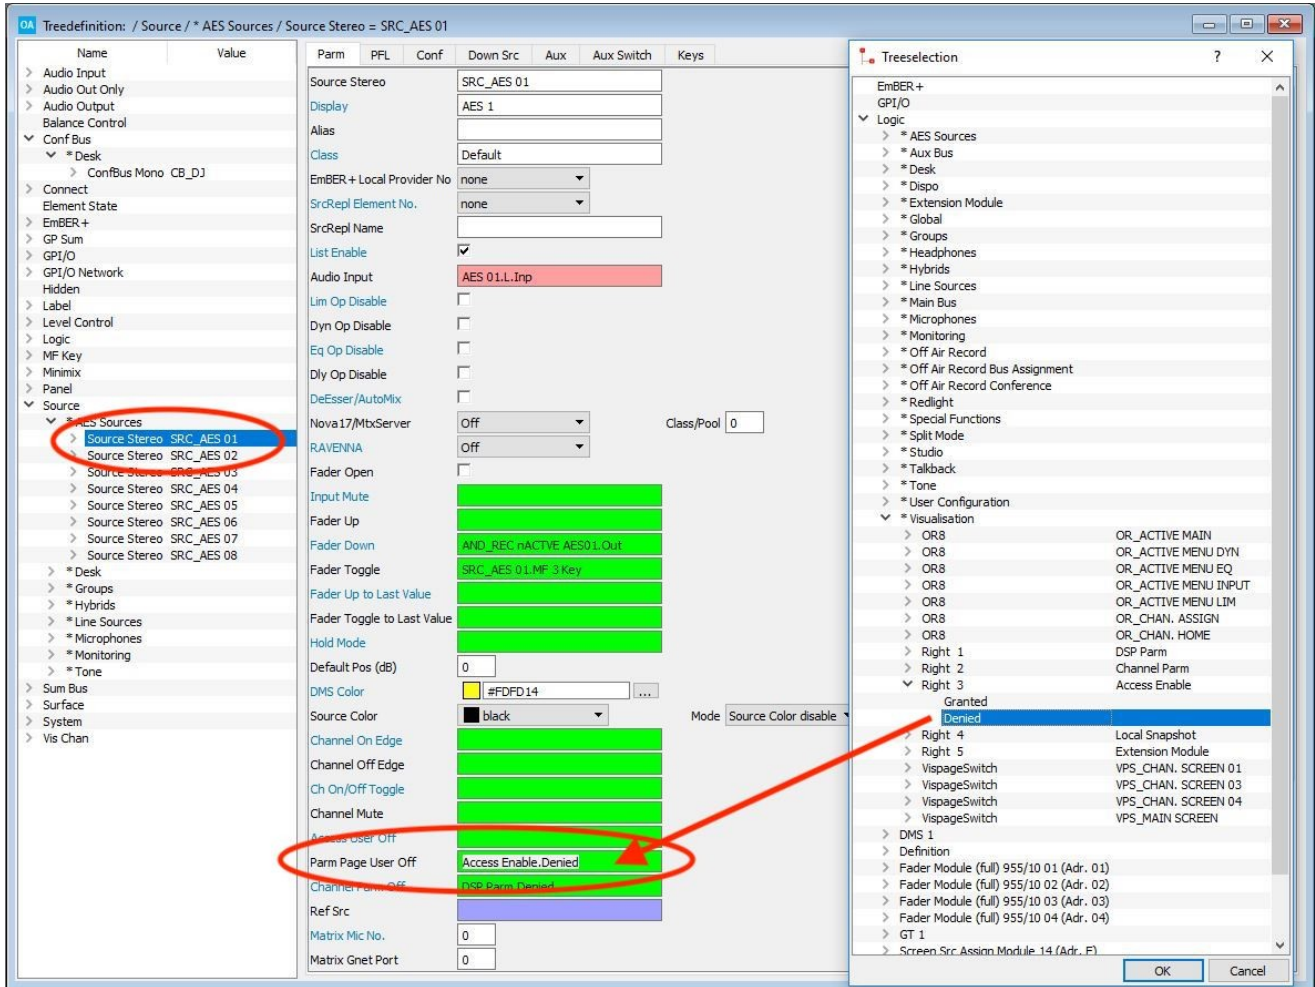 OA Treedefinition: / Source / * AES Sources / Source Stereo = SRC_AES 01
Name Value
Audio Input
Audio Out Only
Audio Output
Balance Control
Conf Bus
* Desk
ConfBus Mono CB_DJ
Connect
Element State
EmBER+
GP Sum
GPI/O
GPI/O Network
Hidden
Label
Level Control
Logic
MF Key
Minimix
Panel
Source
* AES Sources
Source Stereo SRC_AES 01
Source Stereo SRC_AES 02
Source Stereo SRC_AES 03
Source Stereo SRC_AES 04
Source Stereo SRC_AES 05
Source Stereo SRC_AES 06
Source Stereo SRC_AES 07
Source Stereo SRC_AES 08
* Desk
* Groups
* Hybrids
* Line Sources
* Microphones
* Monitoring
* Tone
Sum Bus
Surface
System
Vis Chan
Parm PFL Conf Down Src Aux Aux Switch Keys
Source Stereo SRC_AES 01
Display AES 1
Alias
Class Default
EmBER+ Local Provider No none
SrcRepl Element No. none
SrcRepl Name
List Enable
Audio Input AES 01.L.Inp
Lim Op Disable
Dyn Op Disable
Eq Op Disable
Dly Op Disable
DeEsser/AutoMix
Nova17/MtxServer Off Class/Pool 0
RAVENNA Off
Fader Open
Input Mute
Fader Up
Fader Down AND_REC nACTVE AES01.Out
Fader Toggle SRC_AES 01.MF 3 Key
Fader Up to Last Value
Fader Toggle to Last Value
Hold Mode
Default Pos (dB) 0
DMS Color #FDFD14 ...
Source Color black Mode Source Color disable
Channel On Edge
Channel Off Edge
Ch On/Off Toggle
Channel Mute
Access User Off
Parm Page User Off Access Enable.Denied
Channel Parm Off DSP Parm.Denied
Ref Src
Matrix Mic No. 0
Matrix Gnet Port 0
Treeselection ?
EmBER+
GPI/O
Logic
* AES Sources
* Aux Bus
* Desk
* Dispo
* Extension Module
* Global
* Groups
* Headphones
* Hybrids
* Line Sources
* Main Bus
* Microphones
* Monitoring
* Off Air Record
* Off Air Record Bus Assignment
* Off Air Record Conference
* Redlight
* Special Functions
* Split Mode
* Studio
* Talkback
* Tone
* User Configuration
* Visualisation
OR8 OR_ACTIVE MAIN
OR8 OR_ACTIVE MENU DYN
OR8 OR_ACTIVE MENU EQ
OR8 OR_ACTIVE MENU INPUT
OR8 OR_ACTIVE MENU LIM
OR8 OR_CHAN. ASSIGN
OR8 OR_CHAN. HOME
Right 1 DSP Parm
Right 2 Channel Parm
Right 3 Access Enable
Granted
Denied
Right 4 Local Snapshot
Right 5 Extension Module
VispageSwitch VPS_CHAN. SCREEN 01
VispageSwitch VPS_CHAN. SCREEN 03
VispageSwitch VPS_CHAN. SCREEN 04
VispageSwitch VPS_MAIN SCREEN
DMS 1
Definition
Fader Module (full) 955/10 01 (Adr. 01)
Fader Module (full) 955/10 02 (Adr. 02)
Fader Module (full) 955/10 03 (Adr. 03)
Fader Module (full) 955/10 04 (Adr. 04)
GT 1
Screen Src Assign Module 14 (Adr. E)
OK Cancel